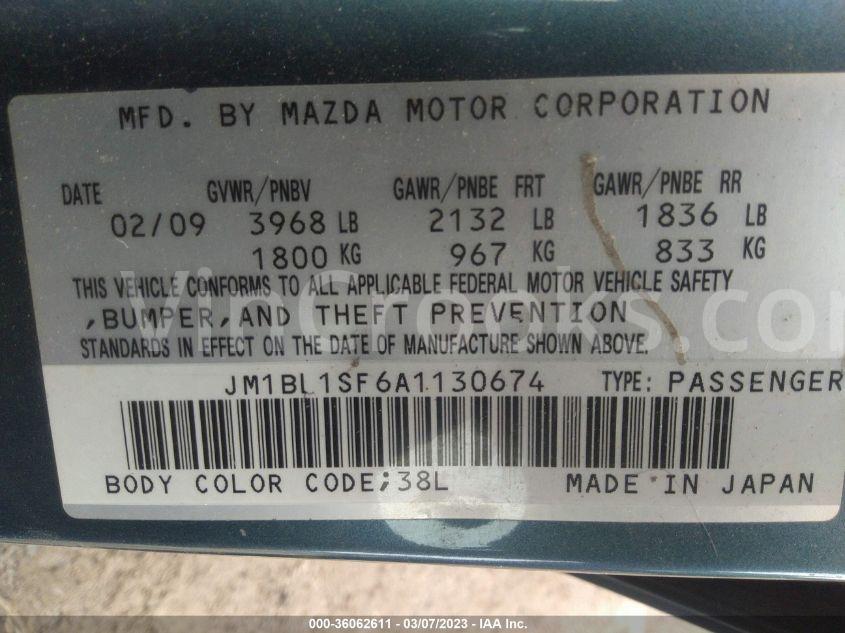 MFD. BY MAZDA MOTOR CORPORATION
DATE GVWR/PNBV GAWR/PNBE FRT GAWR/PNBE RR
02/09 3968 LB 2132 LB 1836 LB
1800 KG 967 KG 833 KG
THIS VEHICLE CONFORMS TO ALL APPLICABLE FEDERAL MOTOR VEHICLE SAFETY
VinCrooks.com
,BUMPER,AND THEFT PREVENTION
STANDARDS IN EFFECT ON THE DATE OF MANUFACTURE SHOWN ABOVE.
JM1BL1SF6A1130674 TYPE: PASSENGER
BODY COLOR CODE;38L MADE IN JAPAN
000-36062611 - 03/07/2023 - IAA Inc.